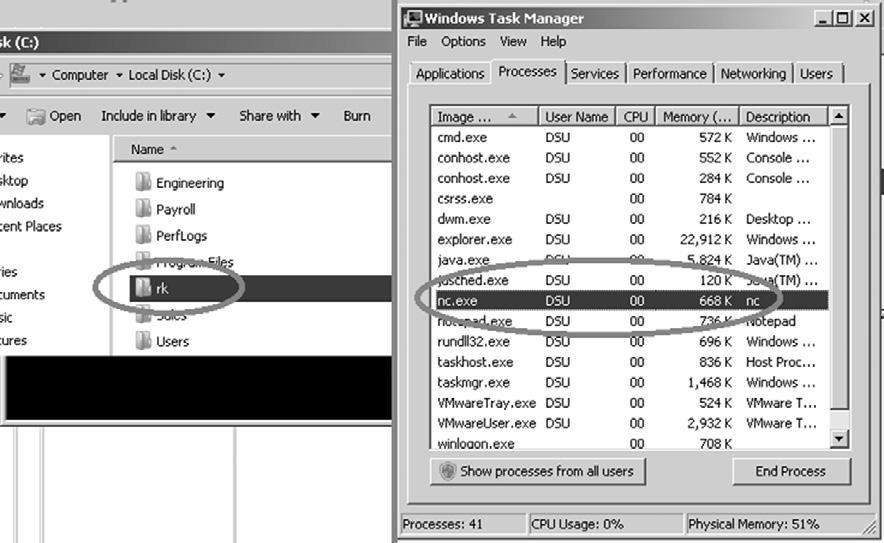 sk (C:)
Computer Local Disk (C:)
Open Include in library Share with Burn
Name
rites
sktop
wnloads
cent Places
ries
cuments
sic
tures
Engineering
Payroll
PerfLogs
Program Files
rk
Sales
Users
Windows Task Manager
File Options View Help
Applications Processes Services Performance Networking Users
Image ... User Name CPU Memory (... Description
cmd.exe DSU 00 572 K Windows ...
conhost.exe DSU 00 552 K Console ...
conhost.exe DSU 00 284 K Console ...
csrss.exe 00 784 K
dwm.exe DSU 00 216 K Desktop ...
explorer.exe DSU 00 22,912 K Windows ...
java.exe DSU 00 5,824 K Java(TM) ...
jusched.exe DSU 00 120 K Java(TM) ...
nc.exe DSU 00 668 K nc
notepad.exe DSU 00 736 K Notepad
rundll32.exe DSU 00 696 K Windows ...
taskhost.exe DSU 00 836 K Host Proc...
taskmgr.exe DSU 00 1,468 K Windows ...
VMwareTray.exe DSU 00 524 K VMware T...
VMwareUser.exe DSU 00 2,932 K VMware T...
winlogon.exe 00 708 K
Show processes from all users End Process
Processes: 41 CPU Usage: 0% Physical Memory: 51%